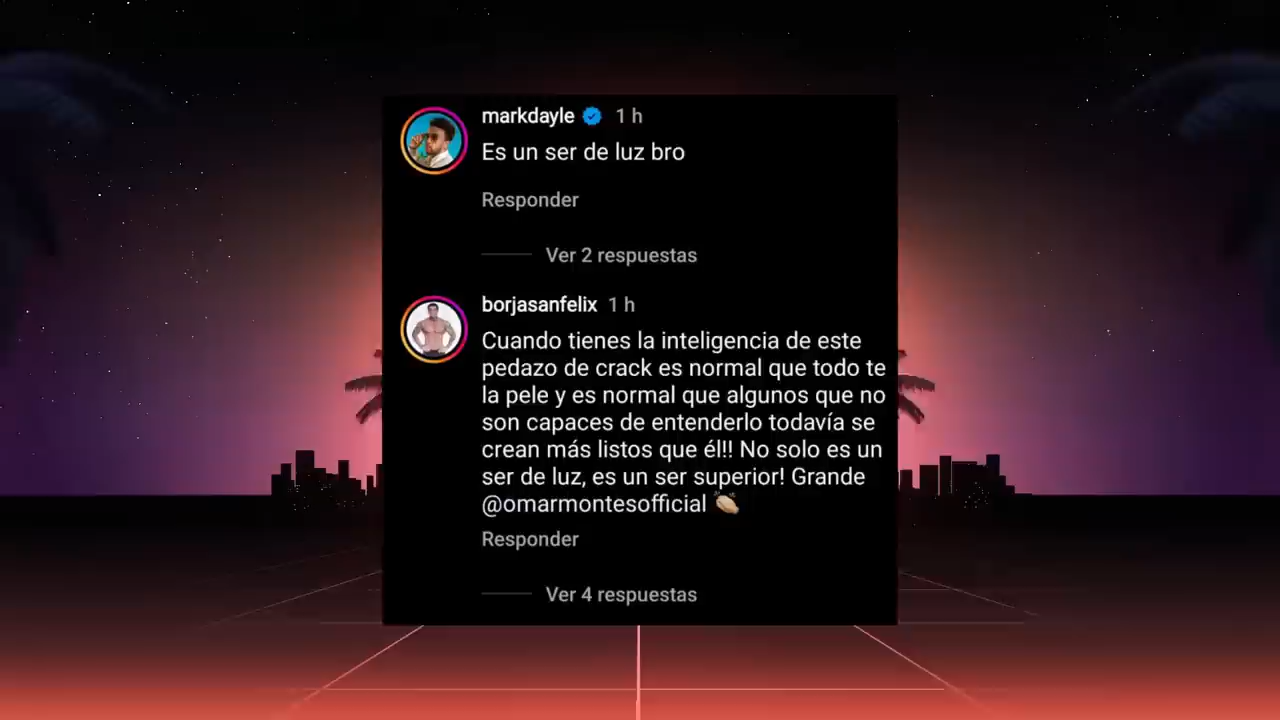 markdayle 1 h
Es un ser de luz bro
Responder
Ver 2 respuestas
borjasanfelix 1 h
Cuando tienes la inteligencia de este
pedazo de crack es normal que todo te
la pele y es normal que algunos que no
son capaces de entenderlo todavía se
crean más listos que él!! No solo es un
ser de luz, es un ser superior! Grande
@omarmontesofficial 👏🏼
Responder
Ver 4 respuestas